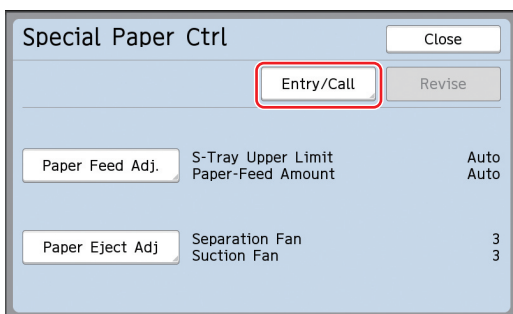 Special Paper Ctrl
Close
Entry/Call
Revise
Paper Feed Adj.
S-Tray Upper Limit Auto
Paper-Feed Amount Auto
Paper Eject Adj
Separation Fan 3
Suction Fan 3